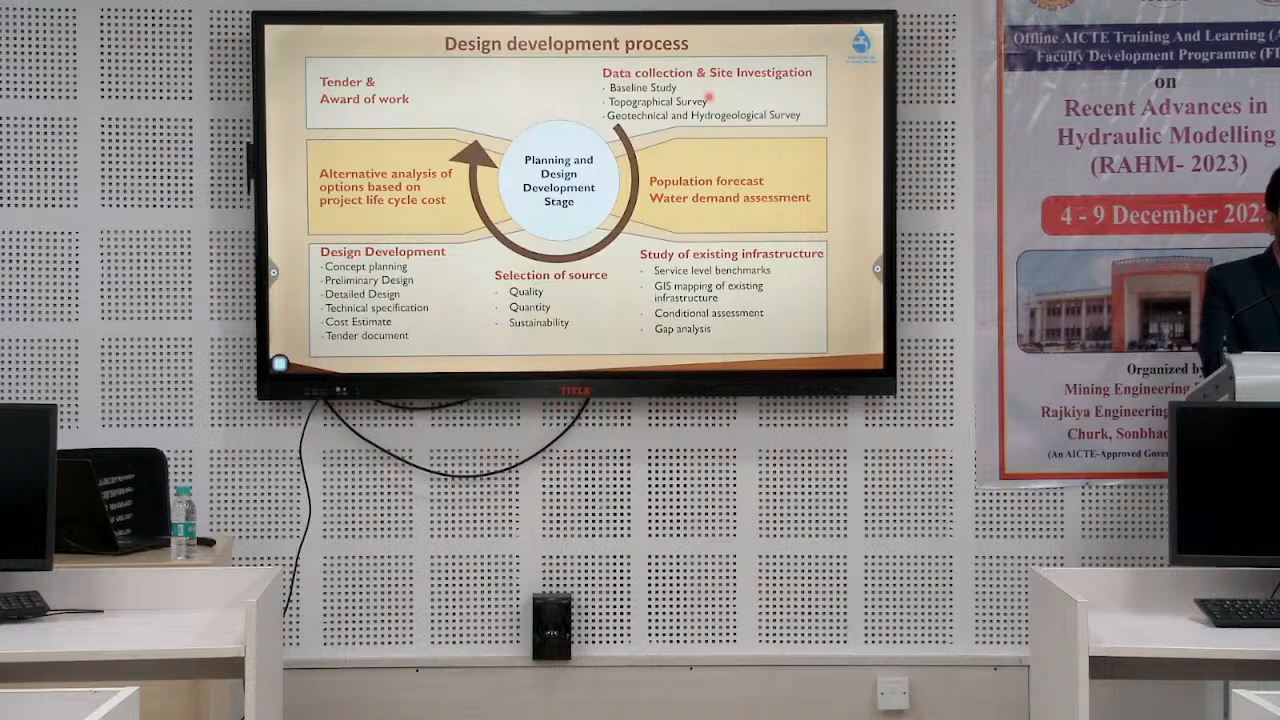 Design development process
Tender &
Award of work
Data collection & Site Investigation
- Baseline Study
- Topographical Survey
- Geotechnical and Hydrogeological Survey
Planning and
Design
Development
Stage
Alternative analysis of
options based on
project life cycle cost
Population forecast
Water demand assessment
Design Development
- Concept planning
- Preliminary Design
- Detailed Design
- Technical specification
- Cost Estimate
- Tender document
Selection of source
- Quality
- Quantity
- Sustainability
Study of existing infrastructure
- Service level benchmarks
- GIS mapping of existing
infrastructure
- Conditional assessment
- Gap analysis
Offline AICTE Training And Learning
Faculty Development Programme
on
Recent Advances in
Hydraulic Modelling
(RAHM- 2023)
4 - 9 December
Organized by
Mining Engineering
Rajkiya Engineering
Churk,
(An AICTE-Approved